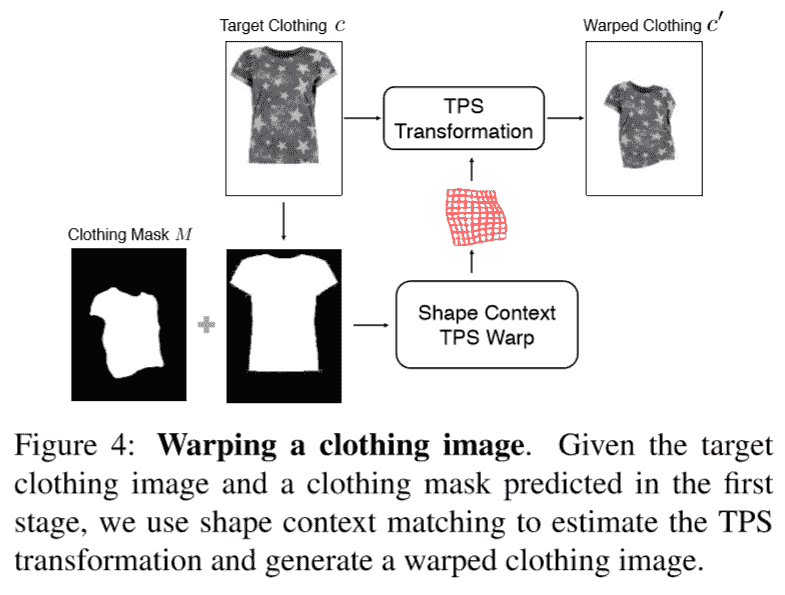 Target Clothing c
Warped Clothing c′
TPS
Transformation
Clothing Mask M
Shape Context
TPS Warp
Figure 4: Warping a clothing image. Given the target
clothing image and a clothing mask predicted in the first
stage, we use shape context matching to estimate the TPS
transformation and generate a warped clothing image.